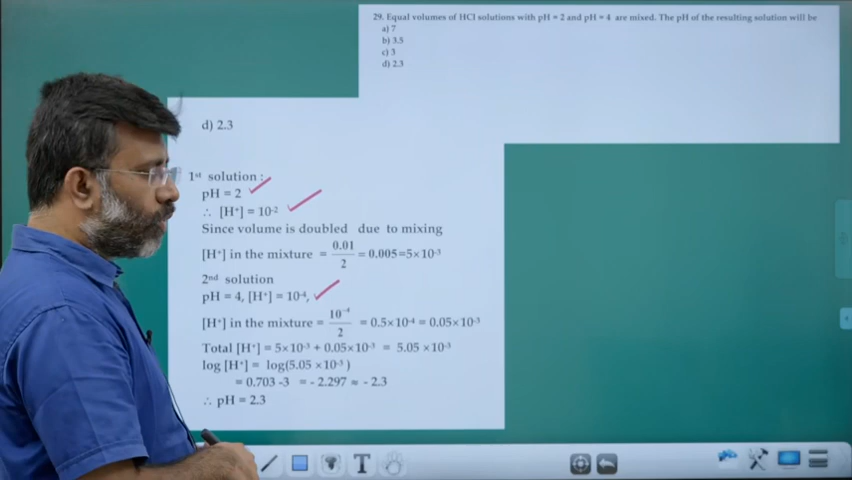 29. Equal volumes of HCl solutions with pH = 2 and pH = 4 are mixed. The pH of the resulting solution will be
a) 7
b) 3.5
c) 3
d) 2.3
d) 2.3
1st solution :
pH = 2
∴ [H⁺] = 10⁻²
Since volume is doubled due to mixing
[H⁺] in the mixture = 0.01/2 = 0.005=5×10⁻³
2nd solution
pH = 4, [H⁺] = 10⁻⁴,
[H⁺] in the mixture = 10⁻⁴/2 = 0.5×10⁻⁴ = 0.05×10⁻³
Total [H⁺] = 5×10⁻³ + 0.05×10⁻³ = 5.05 ×10⁻³
log [H⁺] = log(5.05 ×10⁻³)
= 0.703 -3 = - 2.297 ≈ - 2.3
∴ pH = 2.3
T